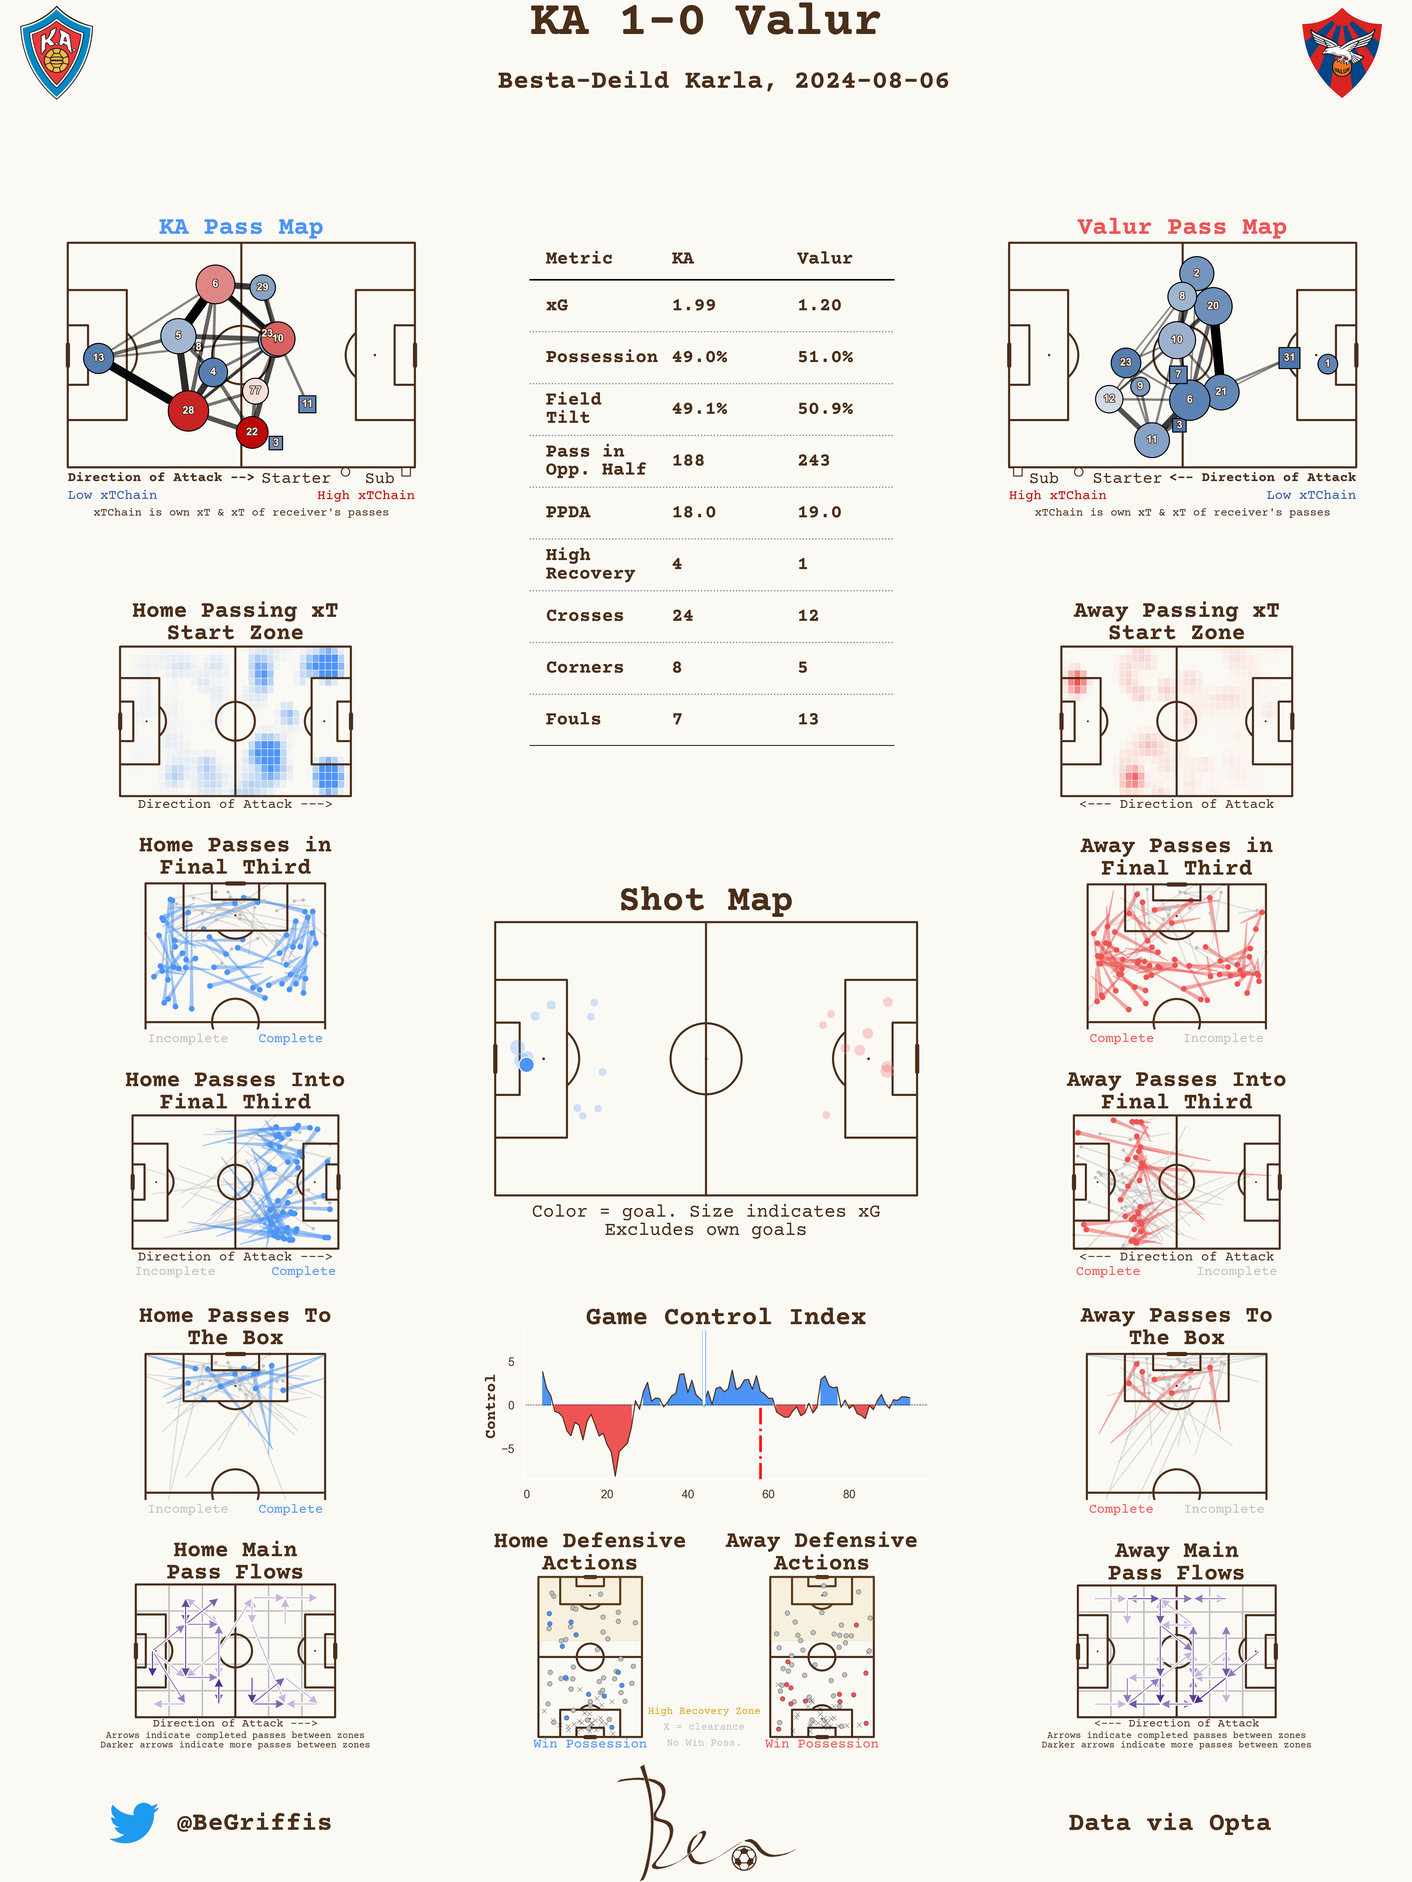 KA 1-0 Valur
Besta-Deild Karla, 2024-08-06
KA
VALUR
KA Pass Map
6
29
5
8
23
10
13
4
77
28
11
22
3
Direction of Attack --> Starter Sub
Low xTChain High xTChain
xTChain is own xT & xT of receiver's passes
Metric KA Valur
xG 1.99 1.20
Possession 49.0% 51.0%
Field
Tilt 49.1% 50.9%
Pass in
Opp. Half 188 243
PPDA 18.0 19.0
High
Recovery 4 1
Crosses 24 12
Corners 8 5
Fouls 7 13
Valur Pass Map
2
8
20
10
31
1
23
7
9
21
12
6
3
11
Sub Starter <-- Direction of Attack
High xTChain Low xTChain
xTChain is own xT & xT of receiver's passes
Home Passing xT
Start Zone
Direction of Attack --->
Away Passing xT
Start Zone
<--- Direction of Attack
Home Passes in
Final Third
Incomplete Complete
Away Passes in
Final Third
Complete Incomplete
Shot Map
Color = goal. Size indicates xG
Excludes own goals
Home Passes Into
Final Third
Direction of Attack --->
Incomplete Complete
Away Passes Into
Final Third
<--- Direction of Attack
Complete Incomplete
Home Passes To
The Box
Incomplete Complete
Game Control Index
Control
5
0
−5
0 20 40 60 80
Away Passes To
The Box
Complete Incomplete
Home Main
Pass Flows
Direction of Attack --->
Arrows indicate completed passes between zones
Darker arrows indicate more passes between zones
Home Defensive
Actions
Win Possession
Away Defensive
Actions
Win Possession
High Recovery Zone
X = clearance
No Win Poss.
Away Main
Pass Flows
<--- Direction of Attack
Arrows indicate completed passes between zones
Darker arrows indicate more passes between zones
@BeGriffis
Ben
Data via Opta